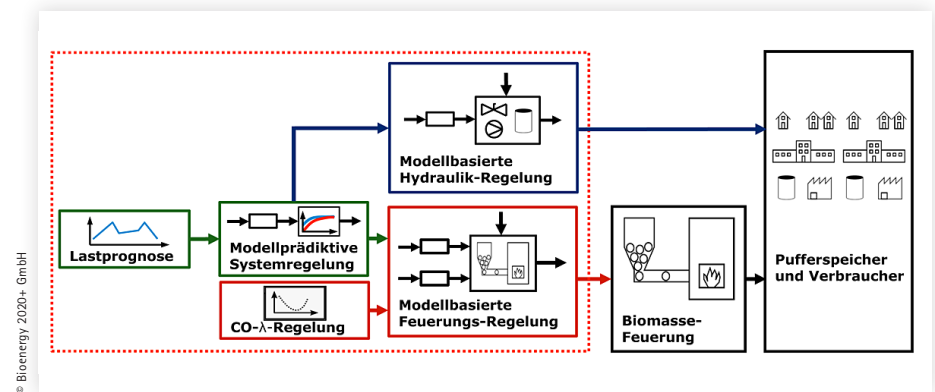 Modellbasierte
Hydraulik-Regelung
Lastprognose
Modellprädiktive
Systemregelung
CO-λ-Regelung
Modellbasierte
Feuerungs-Regelung
Biomasse-
Feuerung
Pufferspeicher
und Verbraucher
© Bioenergy 2020+ GmbH